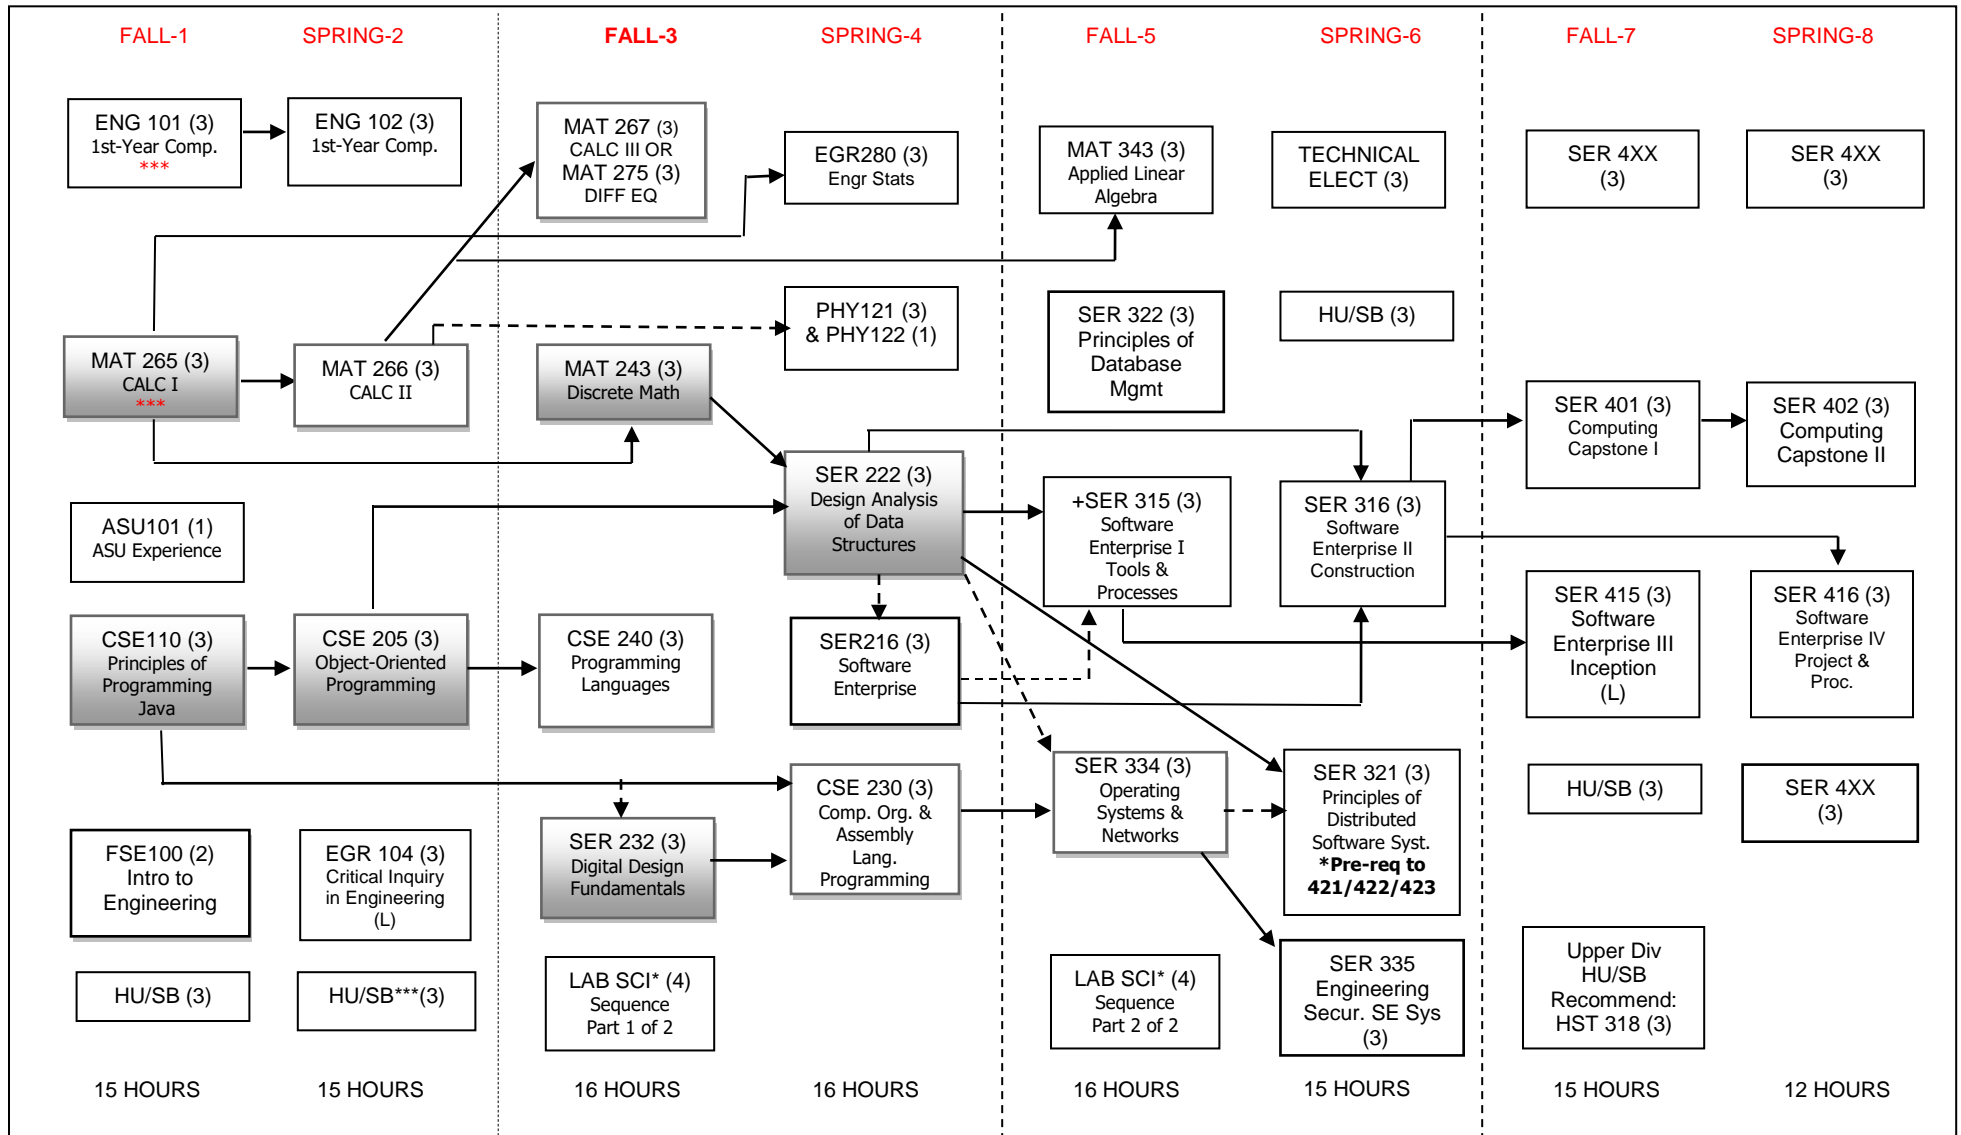 FALL-1
SPRING-2
FALL-3
SPRING-4
FALL-5
SPRING-6
FALL-7
SPRING-8
ENG 101 (3)
1st-Year Comp.
***
ENG 102 (3)
1st-Year Comp.
MAT 267 (3)
CALC III OR
MAT 275 (3)
DIFF EQ
EGR280 (3)
Engr Stats
MAT 343 (3)
Applied Linear
Algebra
TECHNICAL
ELECT (3)
SER 4XX
(3)
SER 4XX
(3)
MAT 265 (3)
CALC I
***
MAT 266 (3)
CALC II
MAT 243 (3)
Discrete Math
PHY121 (3)
& PHY122 (1)
SER 322 (3)
Principles of
Database
Mgmt
HU/SB (3)
SER 401 (3)
Computing
Capstone I
SER 402 (3)
Computing
Capstone II
ASU101 (1)
ASU Experience
SER 222 (3)
Design Analysis
of Data
Structures
+SER 315 (3)
Software
Enterprise I
Tools &
Processes
SER 316 (3)
Software
Enterprise II
Construction
CSE110 (3)
Principles of
Programming
Java
CSE 205 (3)
Object-Oriented
Programming
CSE 240 (3)
Programming
Languages
SER216 (3)
Software
Enterprise
SER 415 (3)
Software
Enterprise III
Inception
(L)
SER 416 (3)
Software
Enterprise IV
Project &
Proc.
FSE100 (2)
Intro to
Engineering
EGR 104 (3)
Critical Inquiry
in Engineering
(L)
SER 232 (3)
Digital Design
Fundamentals
CSE 230 (3)
Comp. Org. &
Assembly
Lang.
Programming
SER 334 (3)
Operating
Systems &
Networks
SER 321 (3)
Principles of
Distributed
Software Syst.
*Pre-req to
421/422/423
HU/SB (3)
SER 4XX
(3)
HU/SB (3)
HU/SB***(3)
LAB SCI* (4)
Sequence
Part 1 of 2
LAB SCI* (4)
Sequence
Part 2 of 2
SER 335
Engineering
Secur. SE Sys
(3)
Upper Div
HU/SB
Recommend:
HST 318 (3)
15 HOURS
15 HOURS
16 HOURS
16 HOURS
16 HOURS
15 HOURS
15 HOURS
12 HOURS